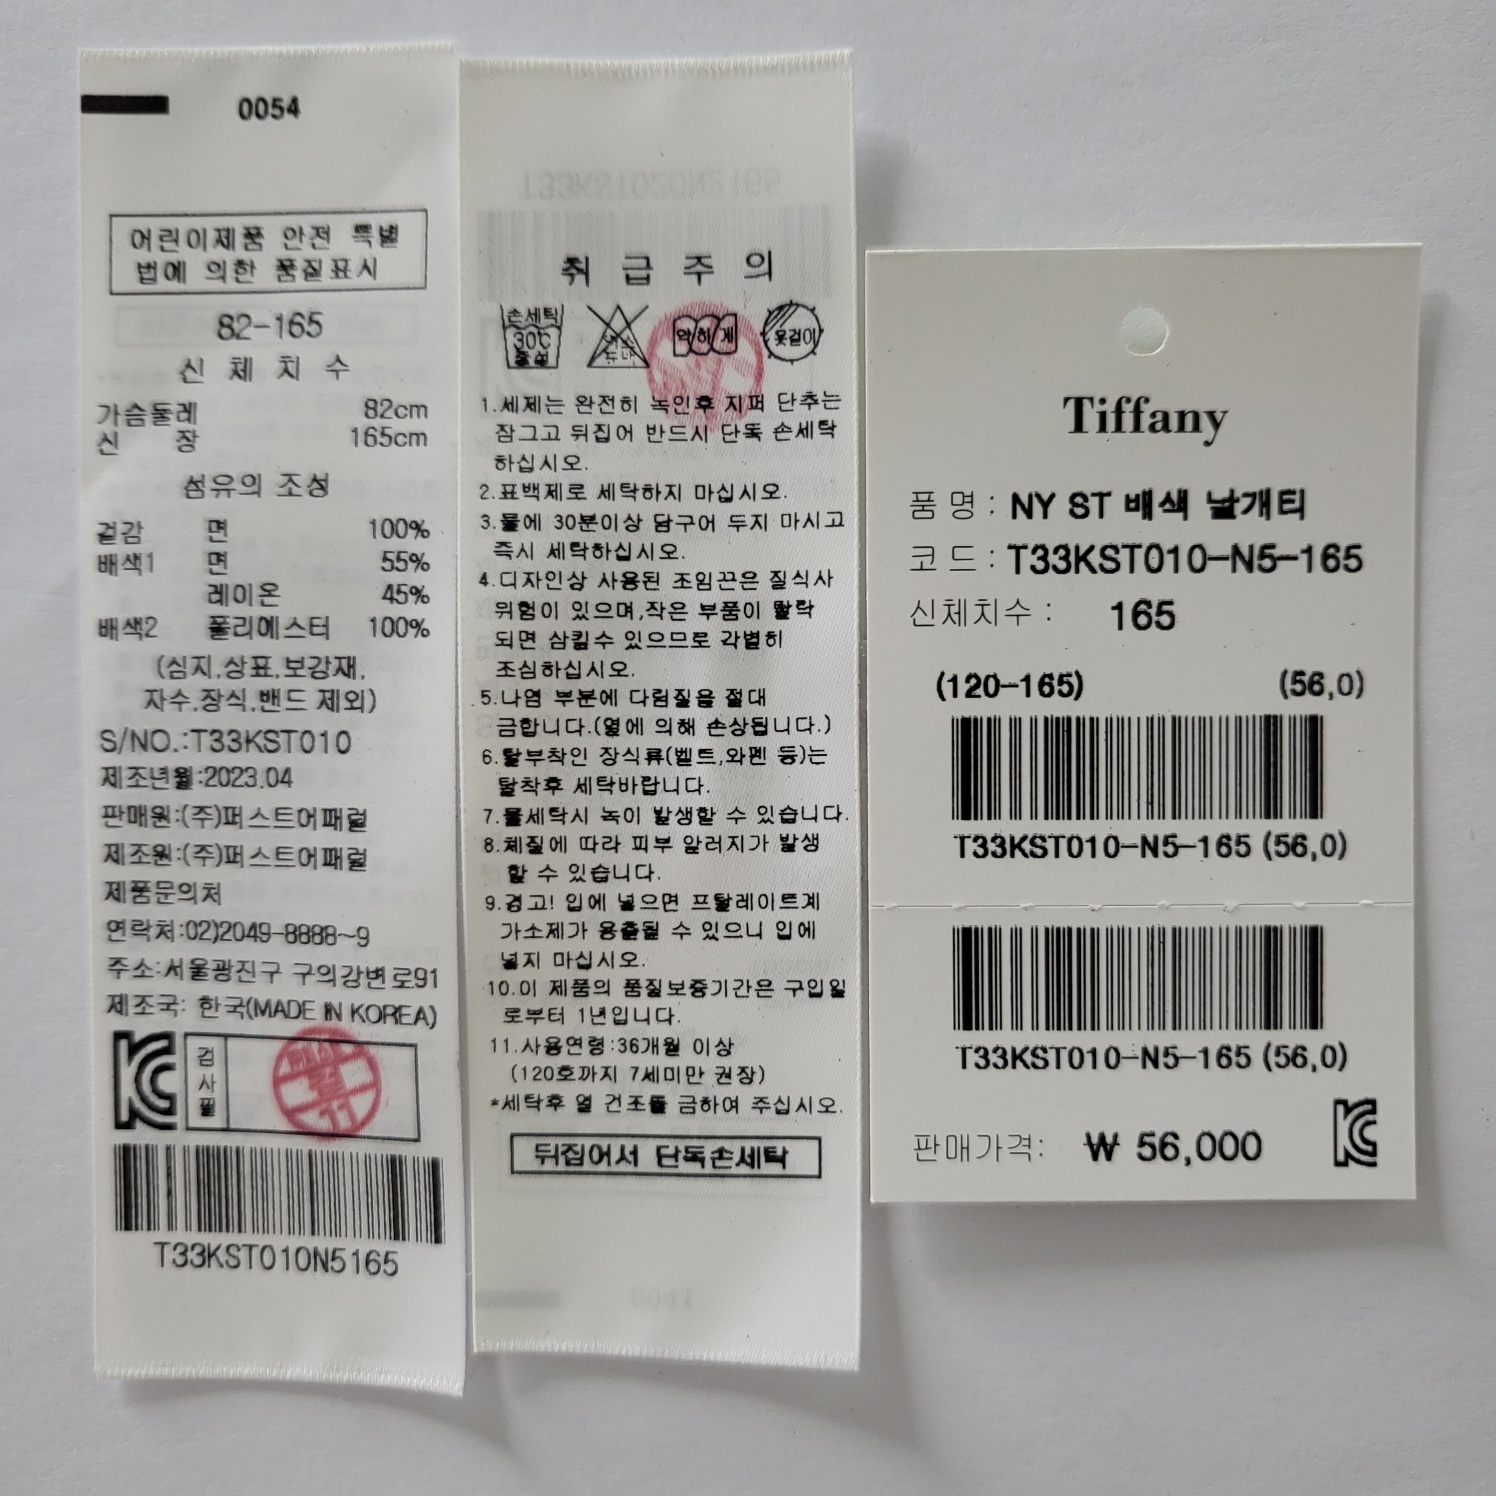 0054
어린이제품 안전 특별
법에 의한 품질표시
82-165
신 체 치 수
가슴둘레 82cm
신 장 165cm
섬유의 조성
겉감 면 100%
배색1 면 55%
레이온 45%
배색2 폴리에스터 100%
(심지,상표,보강재,
자수,장식,밴드 제외)
S/NO.:T33KST010
제조년월:2023.04
판매원:(주)퍼스트어패럴
제조원:(주)퍼스트어패럴
제품문의처
연락처:02)2049-8888~9
주소:서울광진구 구의강변로91
제조국: 한국(MADE IN KOREA)
검사필
11
T33KST010N5165
T33KST020N2165
취 급 주 의
손세탁
30℃
중성
약하게
옷걸이
1.세제는 완전히 녹인후 지퍼 단추는
잠그고 뒤집어 반드시 단독 손세탁
하십시오.
2.표백제로 세탁하지 마십시오.
3.물에 30분이상 담구어 두지 마시고
즉시 세탁하십시오.
4.디자인상 사용된 조임끈은 질식사
위험이 있으며,작은 부품이 탈락
되면 삼킬수 있으므로 각별히
조심하십시오.
5.나염 부분에 다림질을 절대
금합니다.(열에 의해 손상됩니다.)
6.탈부착인 장식류(벨트,와펜 등)는
탈착후 세탁바랍니다.
7.물세탁시 녹이 발생할 수 있습니다.
8.체질에 따라 피부 알러지가 발생
할 수 있습니다.
9.경고! 입에 넣으면 프탈레이트계
가소제가 용출될 수 있으니 입에
넣지 마십시오.
10.이 제품의 품질보증기간은 구입일
로부터 1년입니다.
11.사용연령:36개월 이상
(120호까지 7세미만 권장)
*세탁후 열 건조를 금하여 주십시오.
뒤집어서 단독손세탁
0041
Tiffany
품 명 : NY ST 배색 날개티
코 드 : T33KST010-N5-165
신체치수 : 165
(120-165) (56,0)
T33KST010-N5-165 (56,0)
T33KST010-N5-165 (56,0)
판매가격: ₩ 56,000